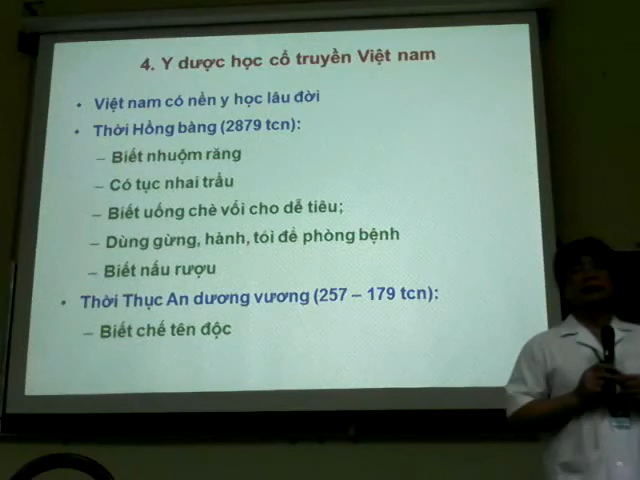 4. Y dược học cổ truyền Việt nam
• Việt nam có nền y học lâu đời
• Thời Hồng bàng (2879 tcn):
– Biết nhuộm răng
– Có tục nhai trầu
– Biết uống chè vối cho dễ tiêu;
– Dùng gừng, hành, tỏi để phòng bệnh
– Biết nấu rượu
• Thời Thục An dương vương (257 – 179 tcn):
– Biết chế tên độc